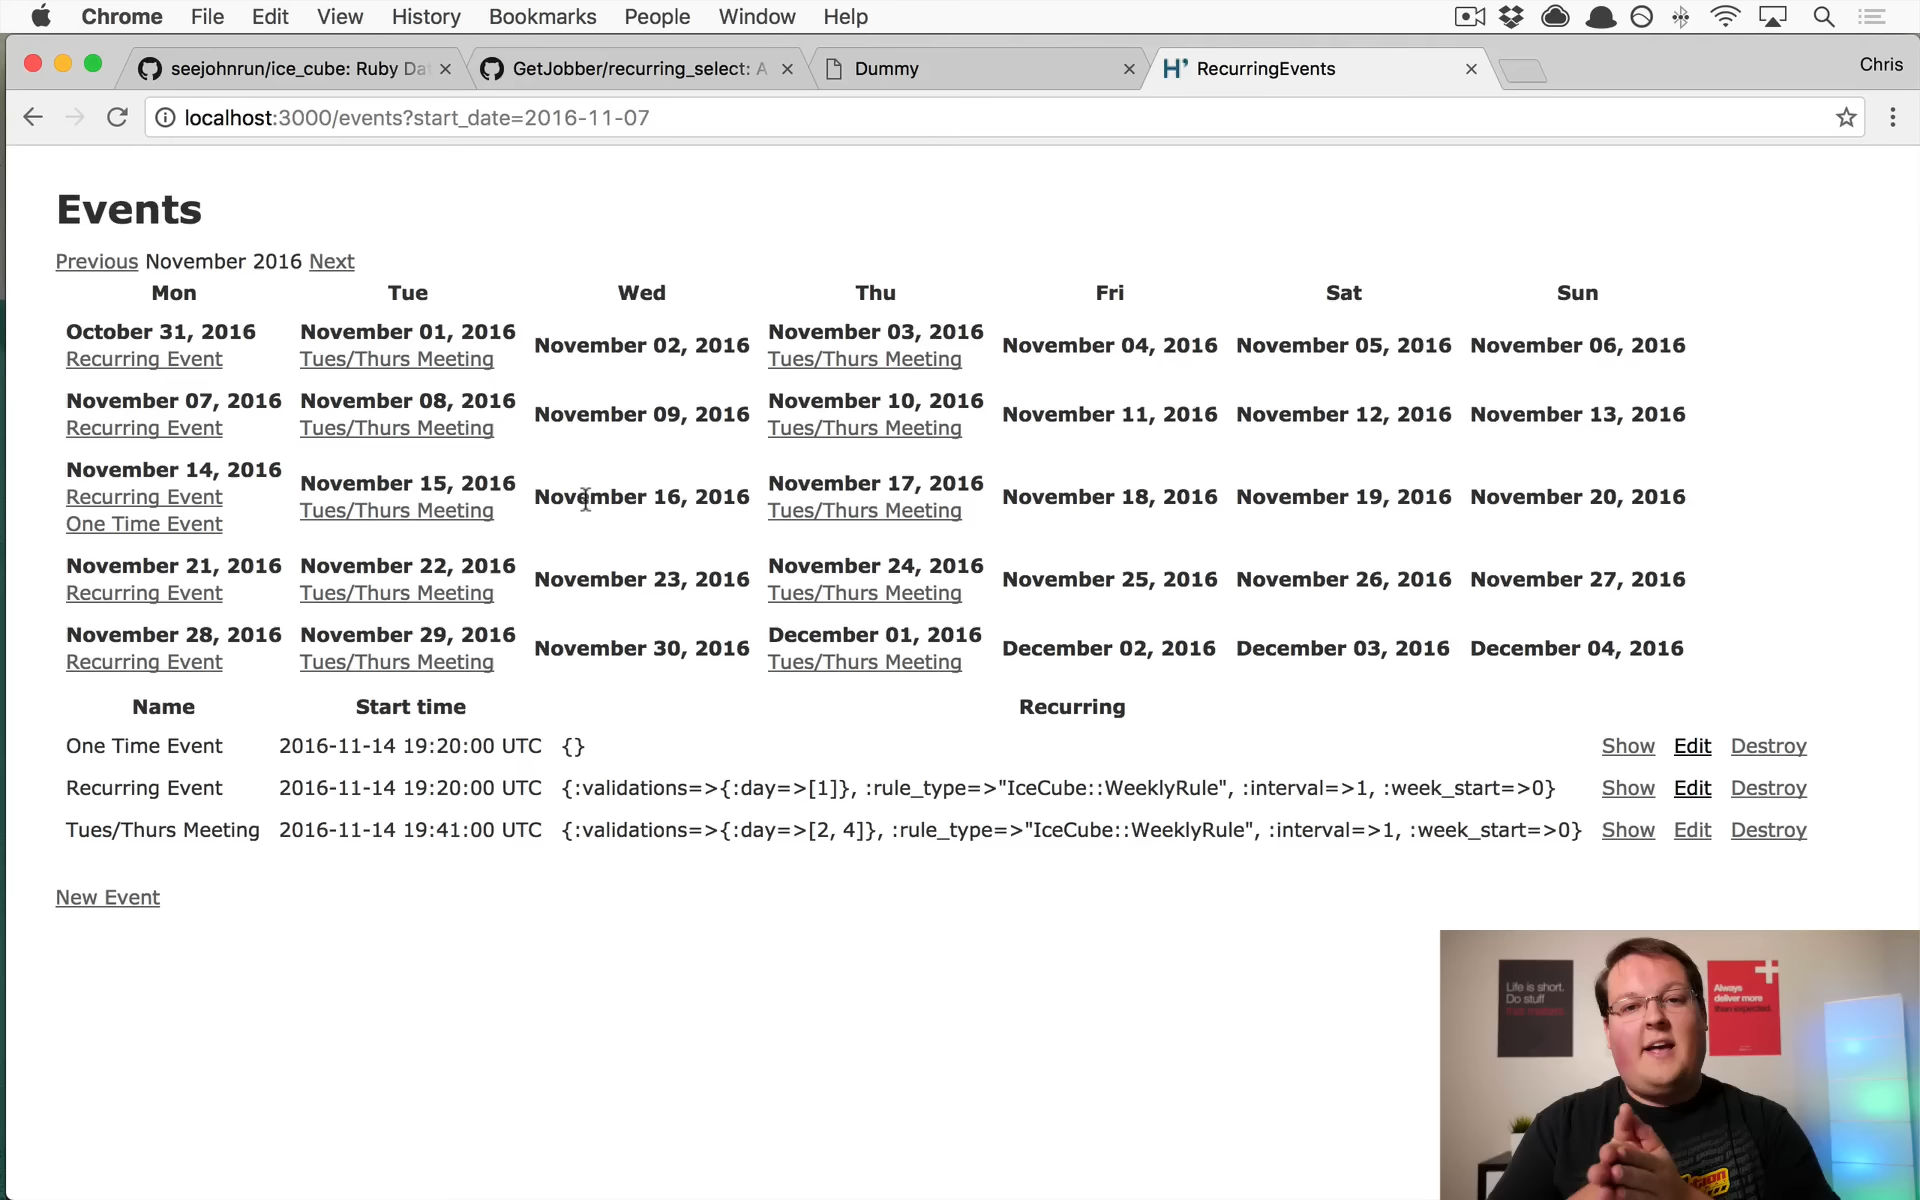 Chrome File Edit View History Bookmarks People Window Help
seejohnrun/ice_cube: Ruby Da
GetJobber/recurring_select: A
Dummy
RecurringEvents
Chris
localhost:3000/events?start_date=2016-11-07
Events
Previous November 2016 Next
Mon Tue Wed Thu Fri Sat Sun
October 31, 2016 November 01, 2016 November 02, 2016 November 03, 2016 November 04, 2016 November 05, 2016 November 06, 2016
Recurring Event Tues/Thurs Meeting Tues/Thurs Meeting
November 07, 2016 November 08, 2016 November 09, 2016 November 10, 2016 November 11, 2016 November 12, 2016 November 13, 2016
Recurring Event Tues/Thurs Meeting Tues/Thurs Meeting
November 14, 2016 November 15, 2016 November 16, 2016 November 17, 2016 November 18, 2016 November 19, 2016 November 20, 2016
Recurring Event Tues/Thurs Meeting Tues/Thurs Meeting
One Time Event
November 21, 2016 November 22, 2016 November 23, 2016 November 24, 2016 November 25, 2016 November 26, 2016 November 27, 2016
Recurring Event Tues/Thurs Meeting Tues/Thurs Meeting
November 28, 2016 November 29, 2016 November 30, 2016 December 01, 2016 December 02, 2016 December 03, 2016 December 04, 2016
Recurring Event Tues/Thurs Meeting Tues/Thurs Meeting
Name Start time Recurring
One Time Event 2016-11-14 19:20:00 UTC {} Show Edit Destroy
Recurring Event 2016-11-14 19:20:00 UTC {:validations=>{:day=>[1]}, :rule_type=>"IceCube::WeeklyRule", :interval=>1, :week_start=>0} Show Edit Destroy
Tues/Thurs Meeting 2016-11-14 19:41:00 UTC {:validations=>{:day=>[2, 4]}, :rule_type=>"IceCube::WeeklyRule", :interval=>1, :week_start=>0} Show Edit Destroy
New Event
Life is short.
Do stuff
that matters.
Always
deliver more
than expected.